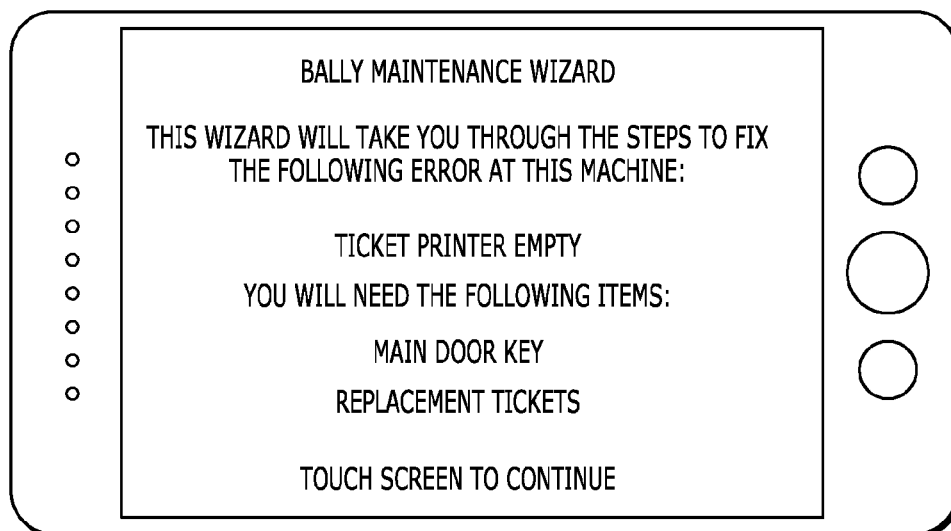 BALLY MAINTENANCE WIZARD
THIS WIZARD WILL TAKE YOU THROUGH THE STEPS TO FIX
THE FOLLOWING ERROR AT THIS MACHINE:
TICKET PRINTER EMPTY
YOU WILL NEED THE FOLLOWING ITEMS:
MAIN DOOR KEY
REPLACEMENT TICKETS
TOUCH SCREEN TO CONTINUE